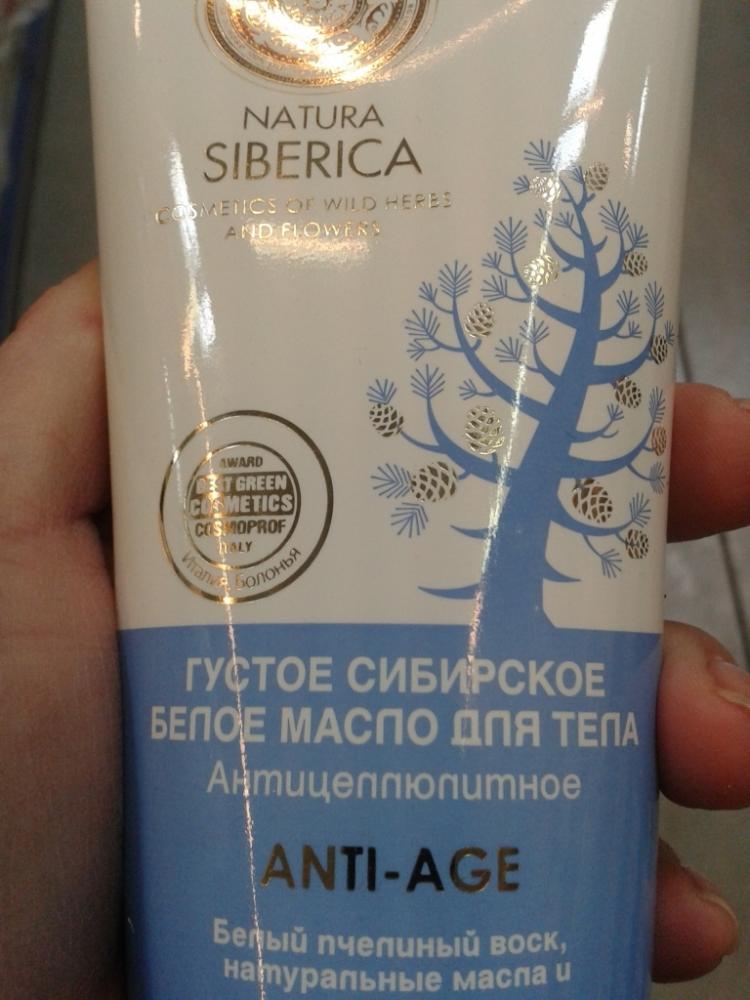 NATURA
SIBERICA
COSMETICS OF WILD HERBS
AND FLOWERS
AWARD
BEST GREEN
COSMETICS
COSMOPROF
ITALY
Италия, Болонья
ГУСТОЕ СИБИРСКОЕ
БЕЛОЕ МАСЛО ДЛЯ ТЕЛА
Антицеллюлитное
ANTI-AGE
Белый пчелиный воск,
натуральные масла и